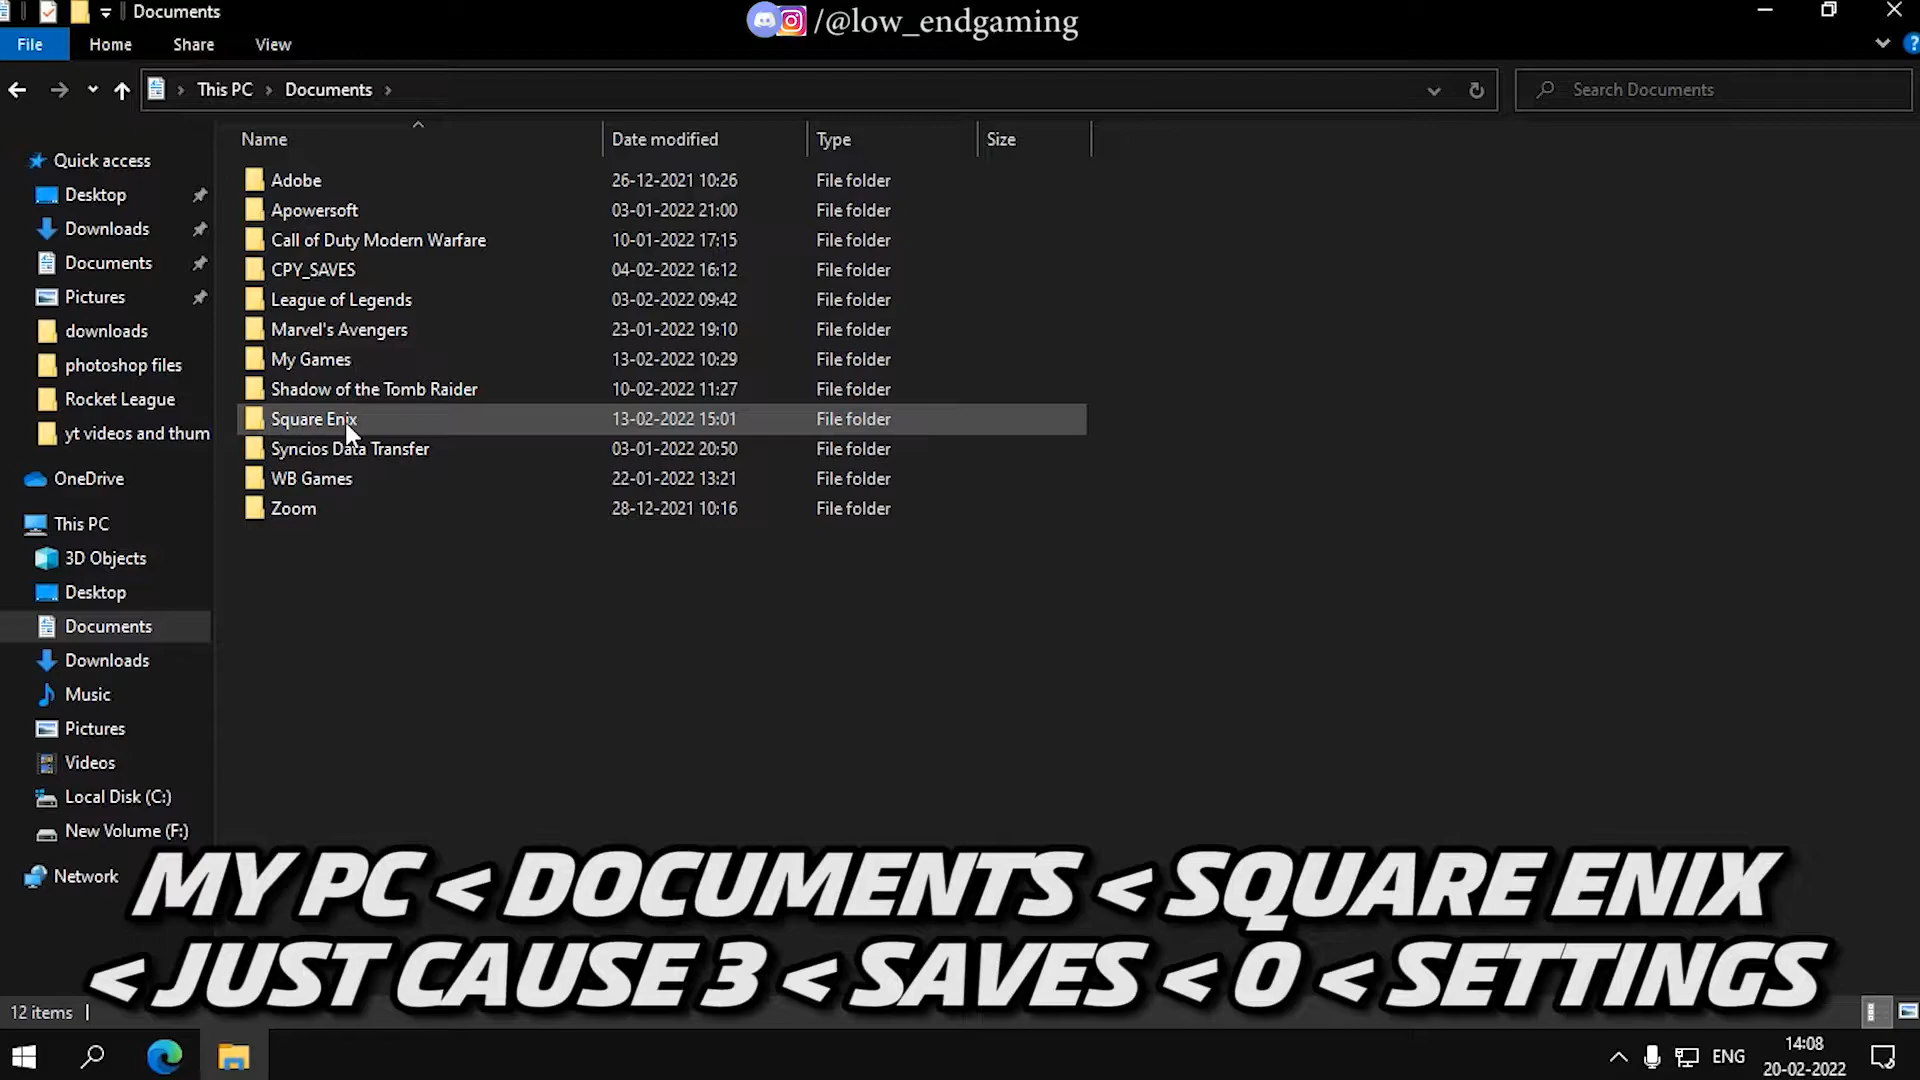 Documents
/@low_endgaming
File Home Share View
This PC Documents
Search Documents
Name Date modified Type Size
Quick access
Desktop
Downloads
Documents
Pictures
downloads
photoshop files
Rocket League
yt videos and thum
OneDrive
This PC
3D Objects
Desktop
Documents
Downloads
Music
Pictures
Videos
Local Disk (C:)
New Volume (F:)
Network
Adobe 26-12-2021 10:26 File folder
Apowersoft 03-01-2022 21:00 File folder
Call of Duty Modern Warfare 10-01-2022 17:15 File folder
CPY_SAVES 04-02-2022 16:12 File folder
League of Legends 03-02-2022 09:42 File folder
Marvel's Avengers 23-01-2022 19:10 File folder
My Games 13-02-2022 10:29 File folder
Shadow of the Tomb Raider 10-02-2022 11:27 File folder
Square Enix 13-02-2022 15:01 File folder
Syncios Data Transfer 03-01-2022 20:50 File folder
WB Games 22-01-2022 13:21 File folder
Zoom 28-12-2021 10:16 File folder
MY PC < DOCUMENTS < SQUARE ENIX
< JUST CAUSE 3 < SAVES < 0 < SETTINGS
12 items
ENG
14:08
20-02-2022